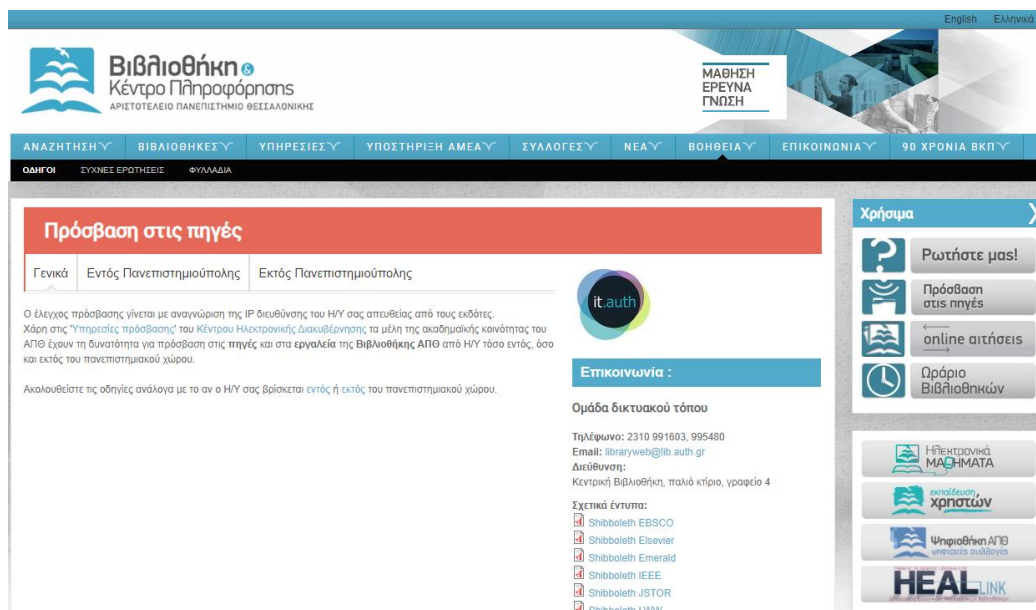 English Ελληνικά
Βιβλιοθήκη &
Κέντρο Πληροφόρησης
ΑΡΙΣΤΟΤΕΛΕΙΟ ΠΑΝΕΠΙΣΤΗΜΙΟ ΘΕΣΣΑΛΟΝΙΚΗΣ
ΜΑΘΗΣΗ
ΕΡΕΥΝΑ
ΓΝΩΣΗ
ΑΝΑΖΗΤΗΣΗ ΒΙΒΛΙΟΘΗΚΕΣ ΥΠΗΡΕΣΙΕΣ ΥΠΟΣΤΗΡΙΞΗ ΑΜΕΑ ΣΥΛΛΟΓΕΣ ΝΕΑ ΒΟΗΘΕΙΑ ΕΠΙΚΟΙΝΩΝΙΑ 90 ΧΡΟΝΙΑ ΒΚΠ
ΟΔΗΓΟΙ ΣΥΧΝΕΣ ΕΡΩΤΗΣΕΙΣ ΦΥΛΛΑΔΙΑ
Πρόσβαση στις πηγές
Γενικά Εντός Πανεπιστημιούπολης Εκτός Πανεπιστημιούπολης
Ο έλεγχος πρόσβασης γίνεται με αναγνώριση της IP διευθύνσης του Η/Υ σας απευθείας από τους εκδότες.
Χάρη στις "Υπηρεσίες πρόσβασης" του Κέντρου Ηλεκτρονικής Διακυβέρνησης τα μέλη της ακαδημαϊκής κοινότητας του
ΑΠΘ έχουν τη δυνατότητα για πρόσβαση στις πηγές και στα εργαλεία της Βιβλιοθήκης ΑΠΘ από Η/Υ τόσο εντός, όσο
και εκτός του πανεπιστημιακού χώρου.
Ακολουθείστε τις οδηγίες ανάλογα με το αν ο Η/Υ σας βρίσκεται εντός ή εκτός του πανεπιστημιακού χώρου.
it.auth
Επικοινωνία :
Ομάδα δικτυακού τόπου
Τηλέφωνο: 2310 991603, 995480
Email: libraryweb@lib.auth.gr
Διεύθυνση:
Κεντρική Βιβλιοθήκη, παλιό κτίριο, γραφείο 4
Σχετικά έντυπα:
Shibboleth EBSCO
Shibboleth Elsevier
Shibboleth Emerald
Shibboleth IEEE
Shibboleth JSTOR
Shibboleth LWW
Χρήσιμα
Ρωτήστε μας!
Πρόσβαση
στις πηγές
online αιτήσεις
Ωράριο
Βιβλιοθηκών
Ηλεκτρονικά
ΜΑΘΗΜΑΤΑ
εκπαίδευση
χρηστών
Ψηφιοθήκη ΑΠΘ
ψηφιακές συλλογές
HEAL LINK